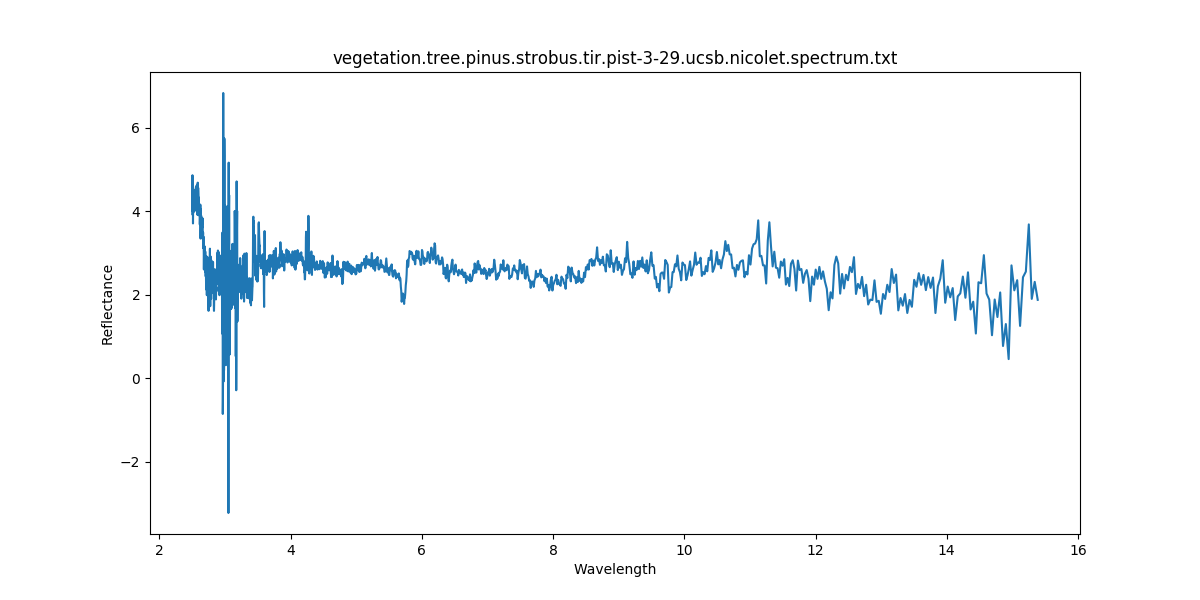 vegetation.tree.pinus.strobus.tir.pist-3-29.ucsb.nicolet.spectrum.txt
Reflectance
6
4
2
0
−2
2 4 6 8 10 12 14 16
Wavelength